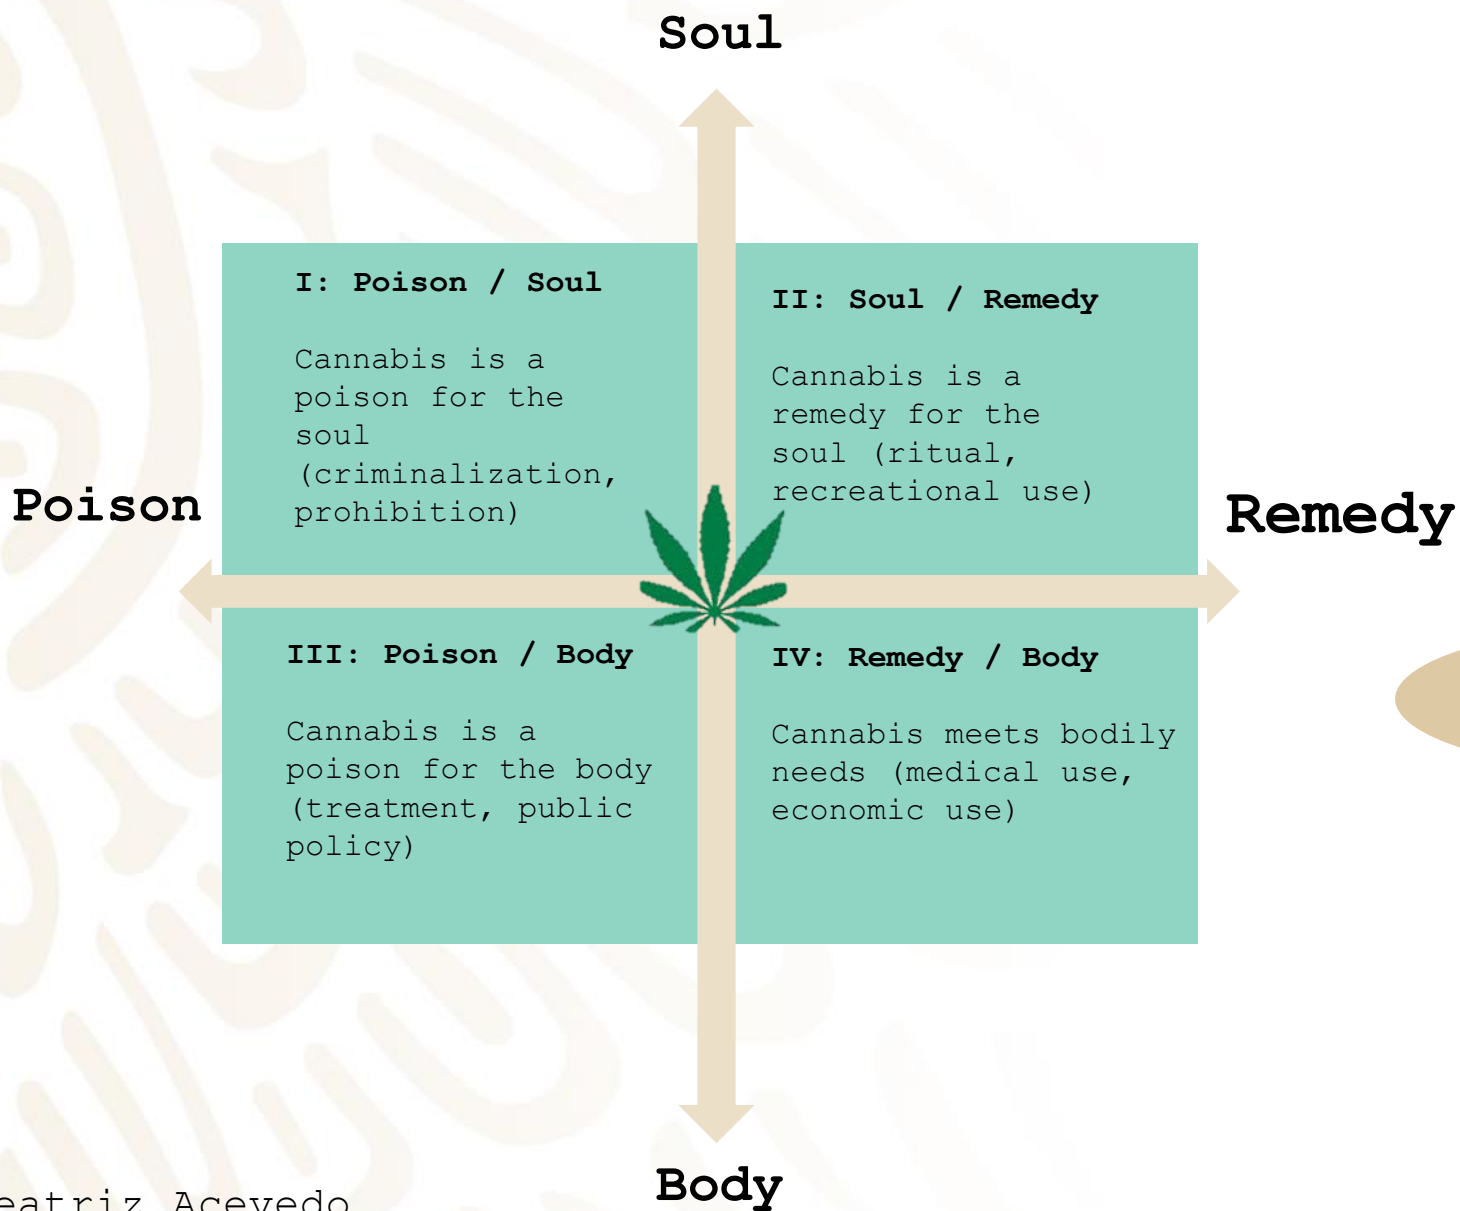 Soul
I: Poison / Soul
Cannabis is a
poison for the
soul
(criminalization,
prohibition)
II: Soul / Remedy
Cannabis is a
remedy for the
soul (ritual,
recreational use)
Poison
Remedy
III: Poison / Body
Cannabis is a
poison for the body
(treatment, public
policy)
IV: Remedy / Body
Cannabis meets bodily
needs (medical use,
economic use)
Body
eatriz Acevedo